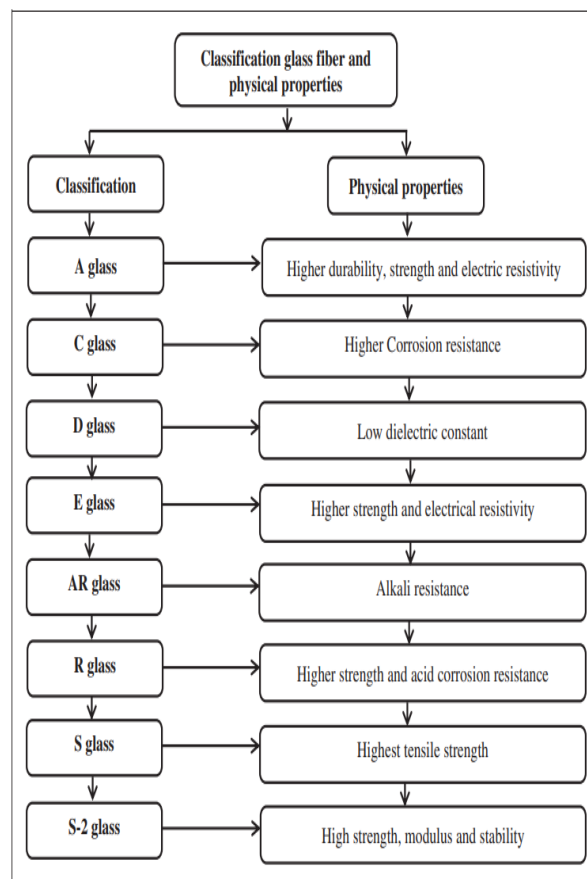 Classification glass fiber and
physical properties
Classification
Physical properties
A glass
Higher durability, strength and electric resistivity
C glass
Higher Corrosion resistance
D glass
Low dielectric constant
E glass
Higher strength and electrical resistivity
AR glass
Alkali resistance
R glass
Higher strength and acid corrosion resistance
S glass
Highest tensile strength
S-2 glass
High strength, modulus and stability